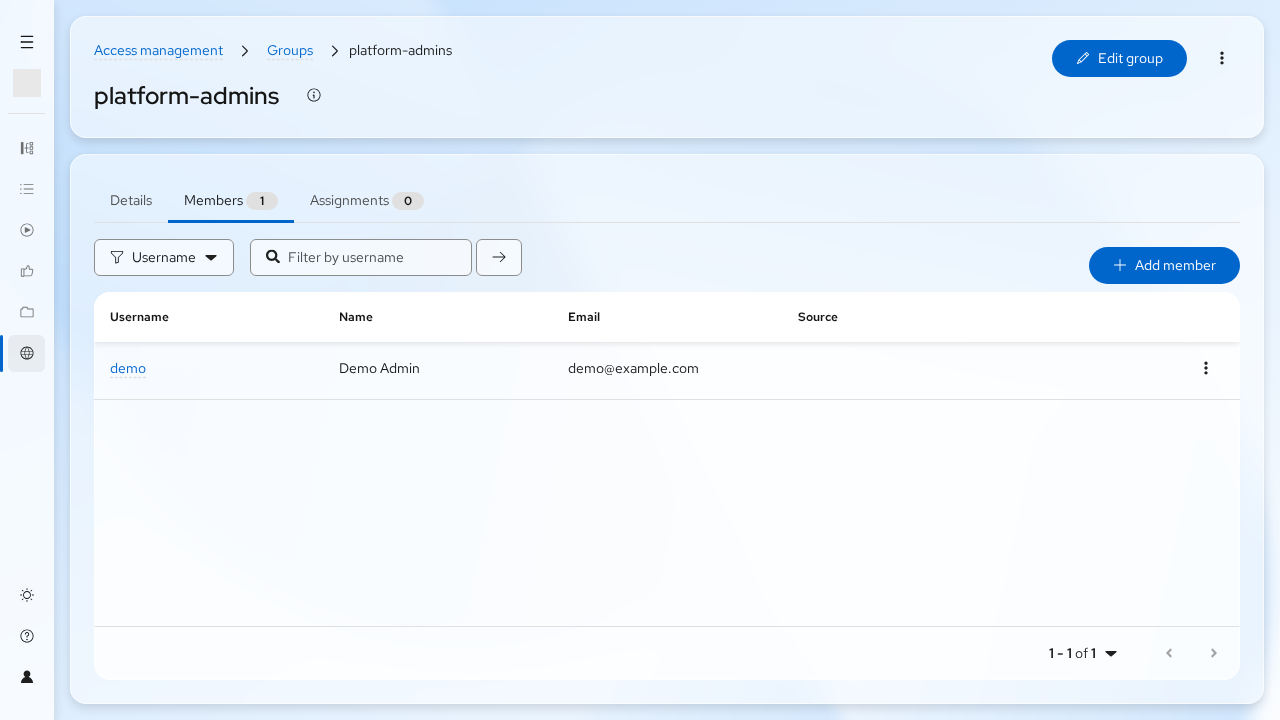 Access management Groups platform-admins
Edit group
platform-admins
Details Members 1 Assignments 0
Username Filter by username
Add member
Username Name Email Source
demo Demo Admin demo@example.com
1 - 1 of 1